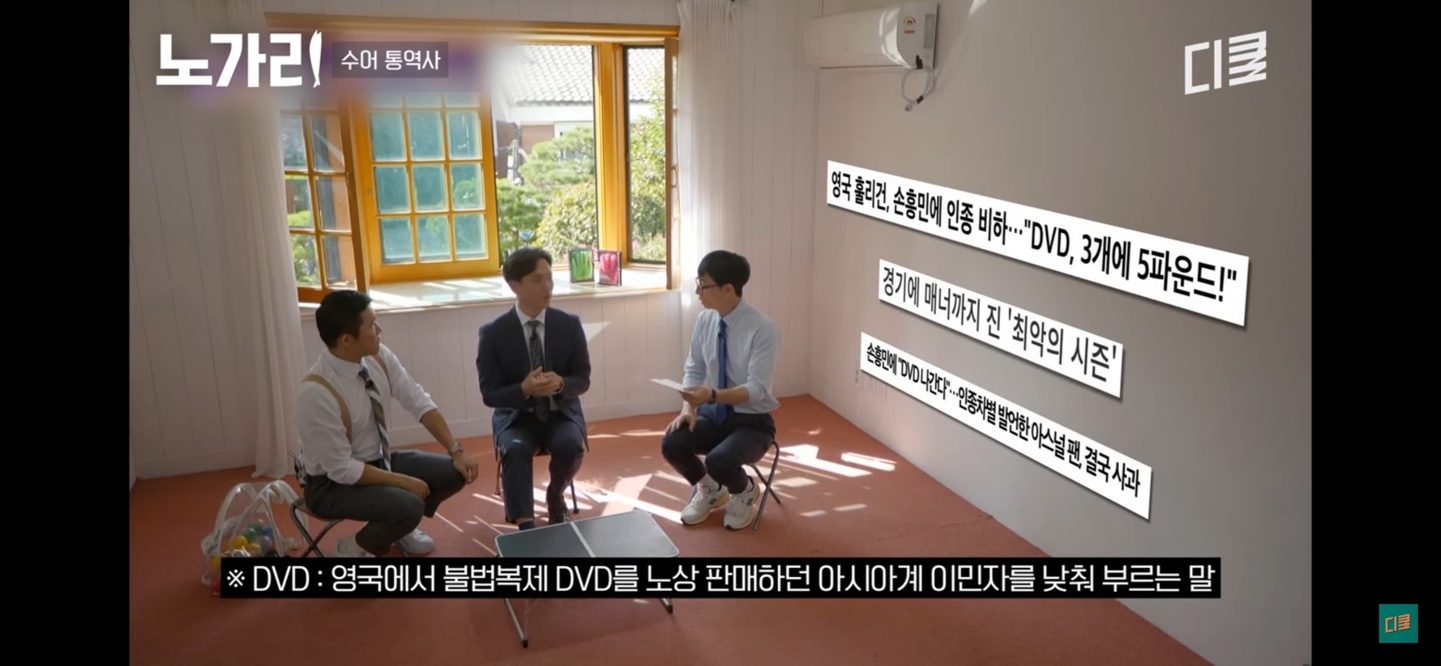 노가리
수어 통역사
디클
영국 훌리건, 손흥민에 인종 비하…"DVD, 3개에 5파운드!"
경기에 매너까지 진 '최악의 시즌'
손흥민에 "DVD 나간다"…인종차별 발언한 아스널 팬, 결국 사과
※ DVD : 영국에서 불법복제 DVD를 노상 판매하던 아시아계 이민자를 낮춰 부르는 말
디클